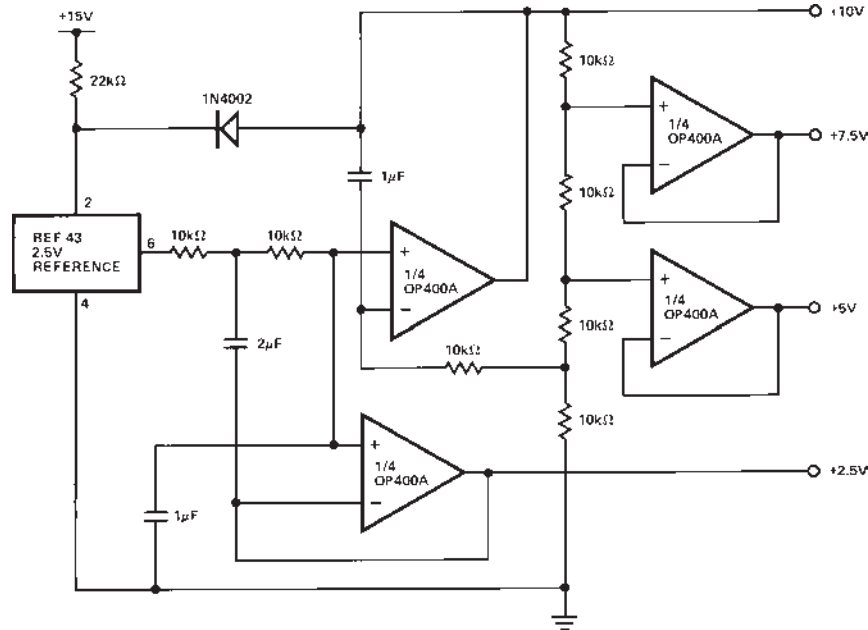 +15V
+10V
22kΩ
10kΩ
1N4002
+
1/4
OP400A
−
+7.5V
1µF
10kΩ
2
REF 43
2.5V
REFERENCE
6
4
10kΩ
10kΩ
+
1/4
OP400A
−
+
1/4
OP400A
−
+5V
10kΩ
2µF
10kΩ
10kΩ
+
1/4
OP400A
−
+2.5V
1µF